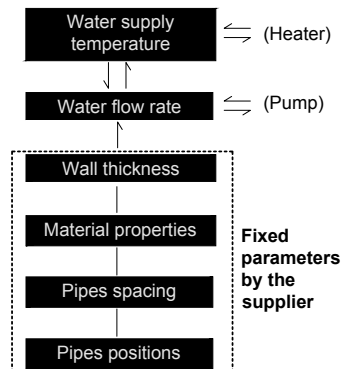 Water supply
temperature
(Heater)
Water flow rate
(Pump)
Wall thickness
Material properties
Pipes spacing
Pipes positions
Fixed
parameters
by the
supplier